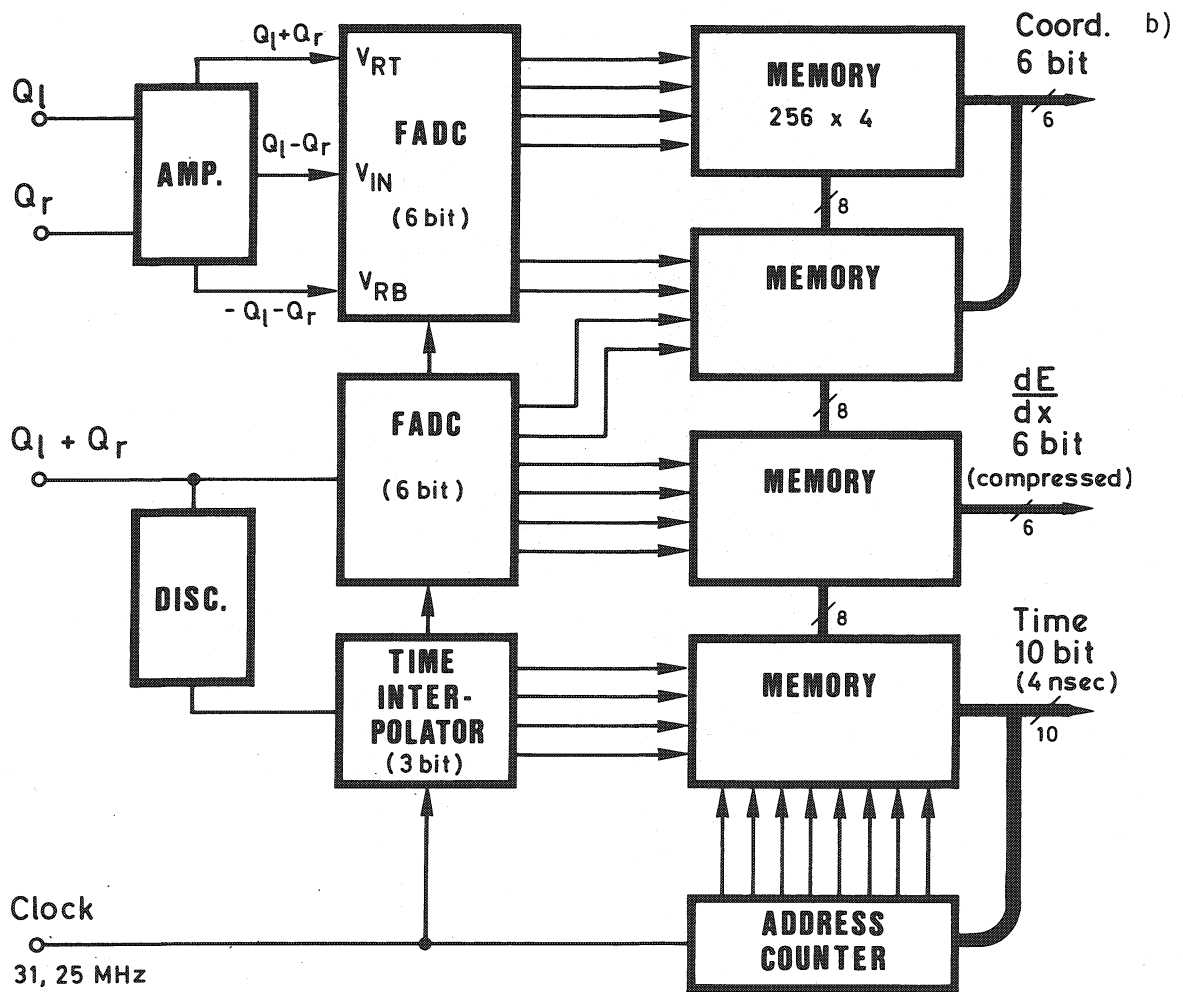 b)
Q_l
Q_r
AMP.
Q_l+Q_r
Q_l-Q_r
- Q_l-Q_r
V_RT
FADC
V_IN
(6 bit)
V_RB
MEMORY
256 x 4
Coord.
6 bit
6
8
MEMORY
8
Q_l + Q_r
FADC
(6 bit)
MEMORY
dE
dx
6 bit
(compressed)
6
8
DISC.
TIME
INTER-
POLATOR
(3 bit)
MEMORY
Time
10 bit
(4 nsec)
10
Clock
31, 25 MHz
ADDRESS
COUNTER